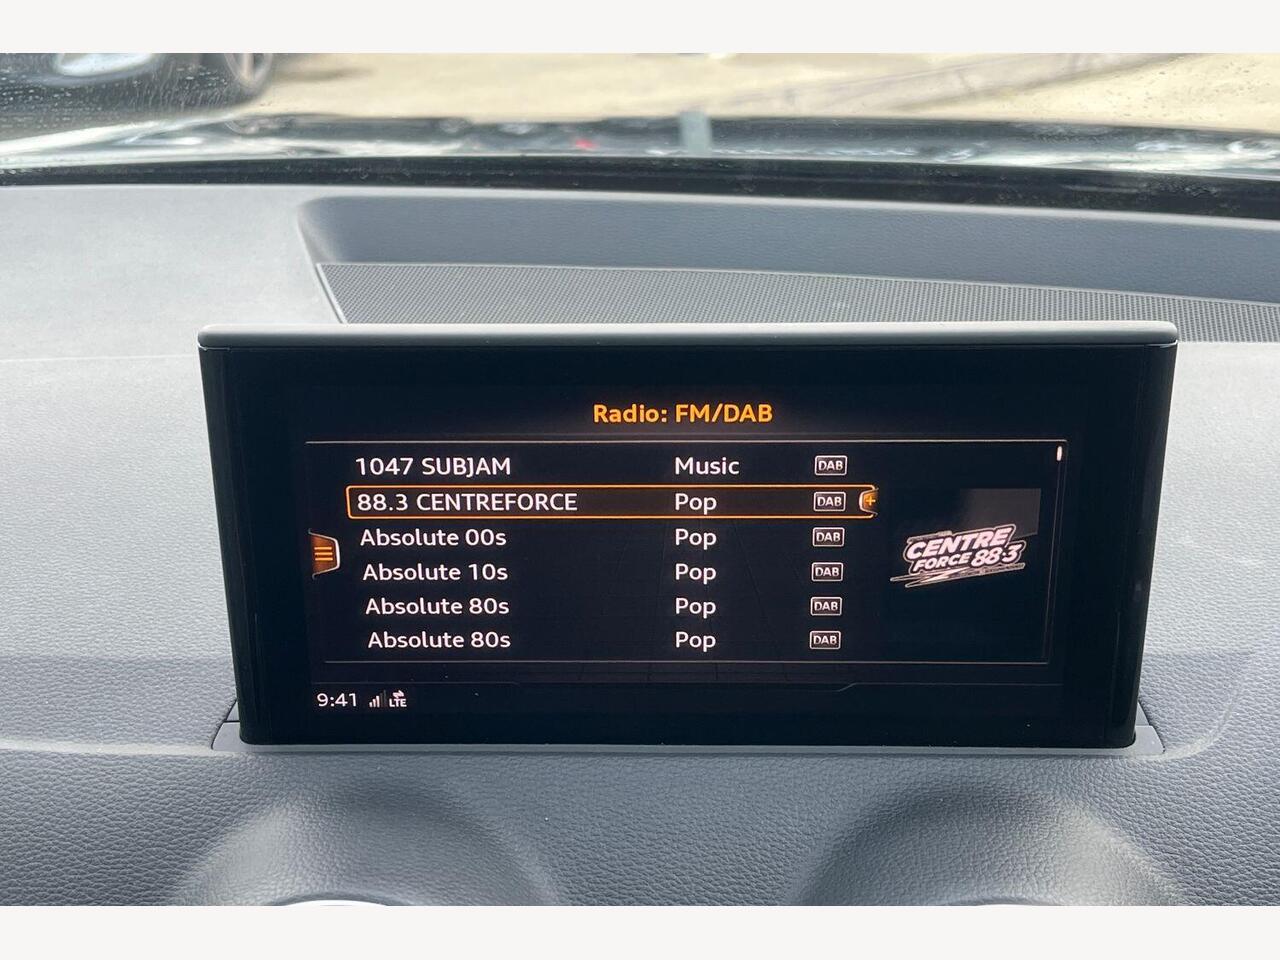 Radio: FM/DAB
1047 SUBJAM Music DAB
88.3 CENTREFORCE Pop DAB +
Absolute 00s Pop DAB
Absolute 10s Pop DAB
Absolute 80s Pop DAB
Absolute 80s Pop DAB
CENTRE
FORCE 88.3
9:41 LTE